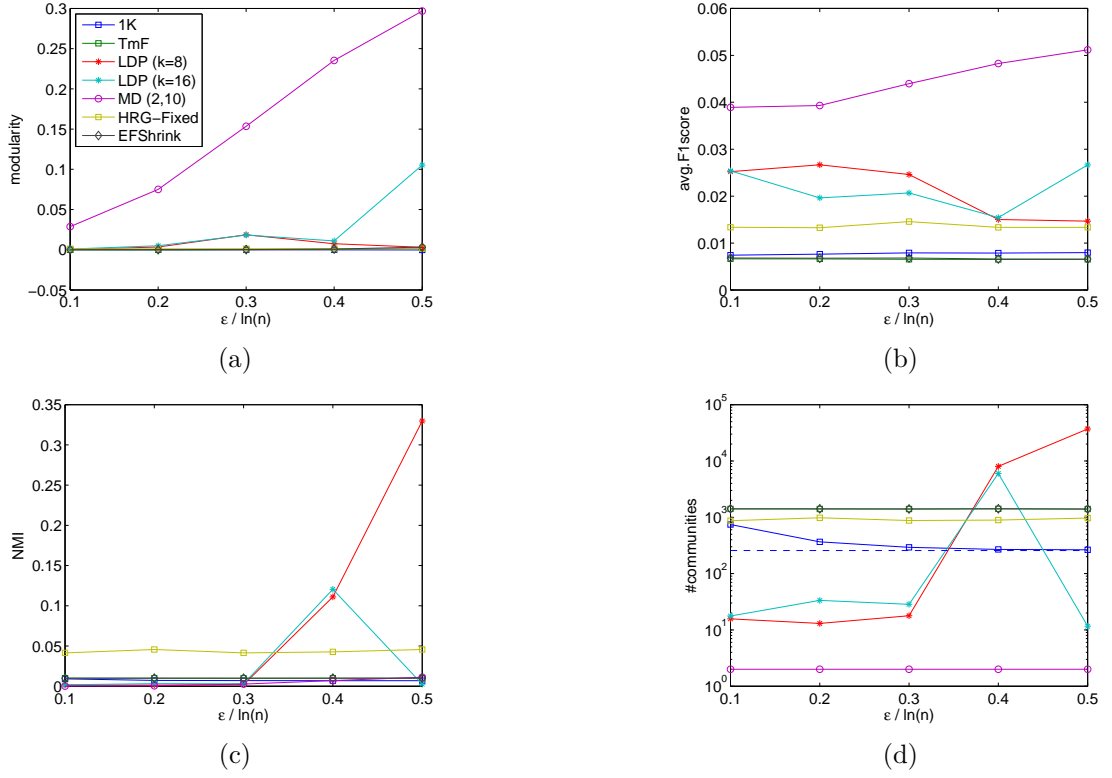 0.3
0.25
0.2
0.15
0.1
0.05
0
−0.05
modularity
1K
TmF
LDP (k=8)
LDP (k=16)
MD (2,10)
HRG−Fixed
EFShrink
0.1 0.2 0.3 0.4 0.5
ε / ln(n)
(a)
0.06
0.05
0.04
0.03
0.02
0.01
0
avg.F1score
0.1 0.2 0.3 0.4 0.5
ε / ln(n)
(b)
0.35
0.3
0.25
0.2
0.15
0.1
0.05
0
NMI
0.1 0.2 0.3 0.4 0.5
ε / ln(n)
(c)
10^5
10^4
10^3
10^2
10^1
10^0
#communities
0.1 0.2 0.3 0.4 0.5
ε / ln(n)
(d)